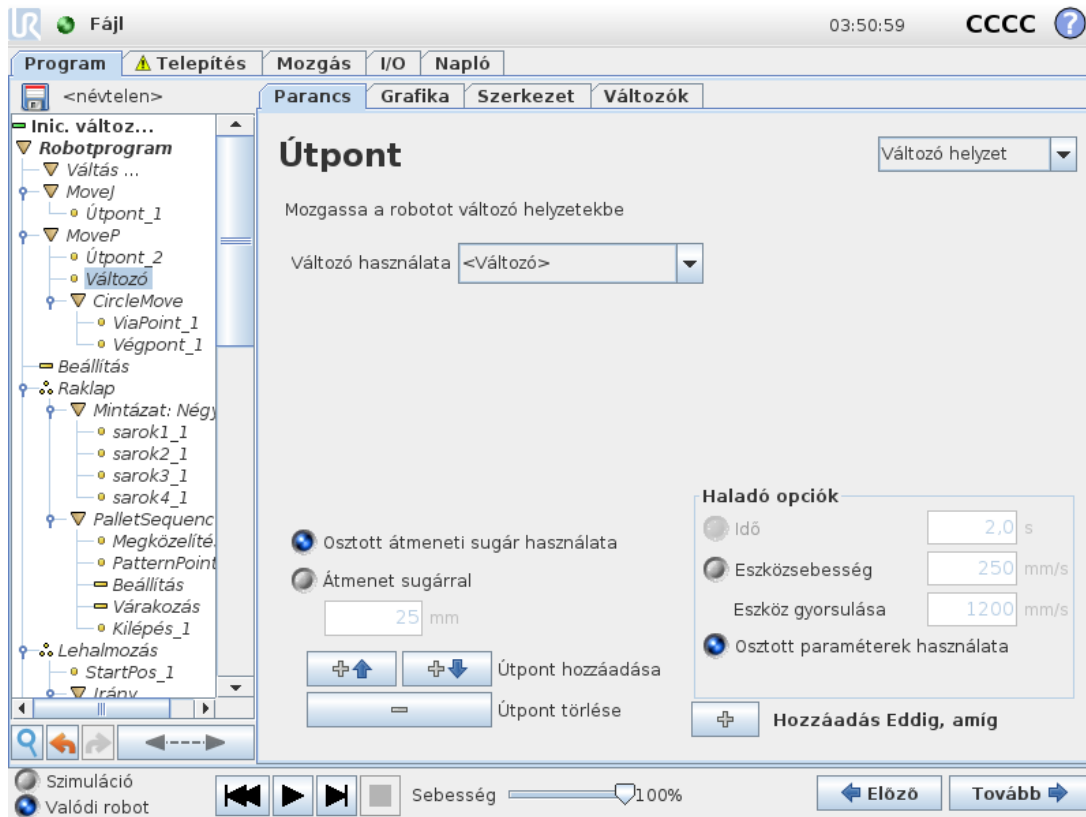 UR Fájl 03:50:59 CCCC ?
Program Telepítés Mozgás I/O Napló
<névtelen>
Parancs Grafika Szerkezet Változók
Inic. változ...
Robotprogram
Váltás ...
MoveJ
Útpont_1
MoveP
Útpont_2
Változó
CircleMove
ViaPoint_1
Végpont_1
Beállítás
Raklap
Mintázat: Négy
sarok1_1
sarok2_1
sarok3_1
sarok4_1
PalletSequenc
Megközelítés
PatternPoint
Beállítás
Várakozás
Kilépés_1
Lehalmozás
StartPos_1
Irány
Útpont
Változó helyzet
Mozgassa a robotot változó helyzetekbe
Változó használata <Változó>
Osztott átmeneti sugár használata
Átmenet sugárral
25 mm
Útpont hozzáadása
Útpont törlése
Haladó opciók
Idő 2,0 s
Eszközsebesség 250 mm/s
Eszköz gyorsulása 1200 mm/s
Osztott paraméterek használata
Hozzáadás Eddig, amíg
Szimuláció
Valódi robot
Sebesség 100%
Előző
Tovább